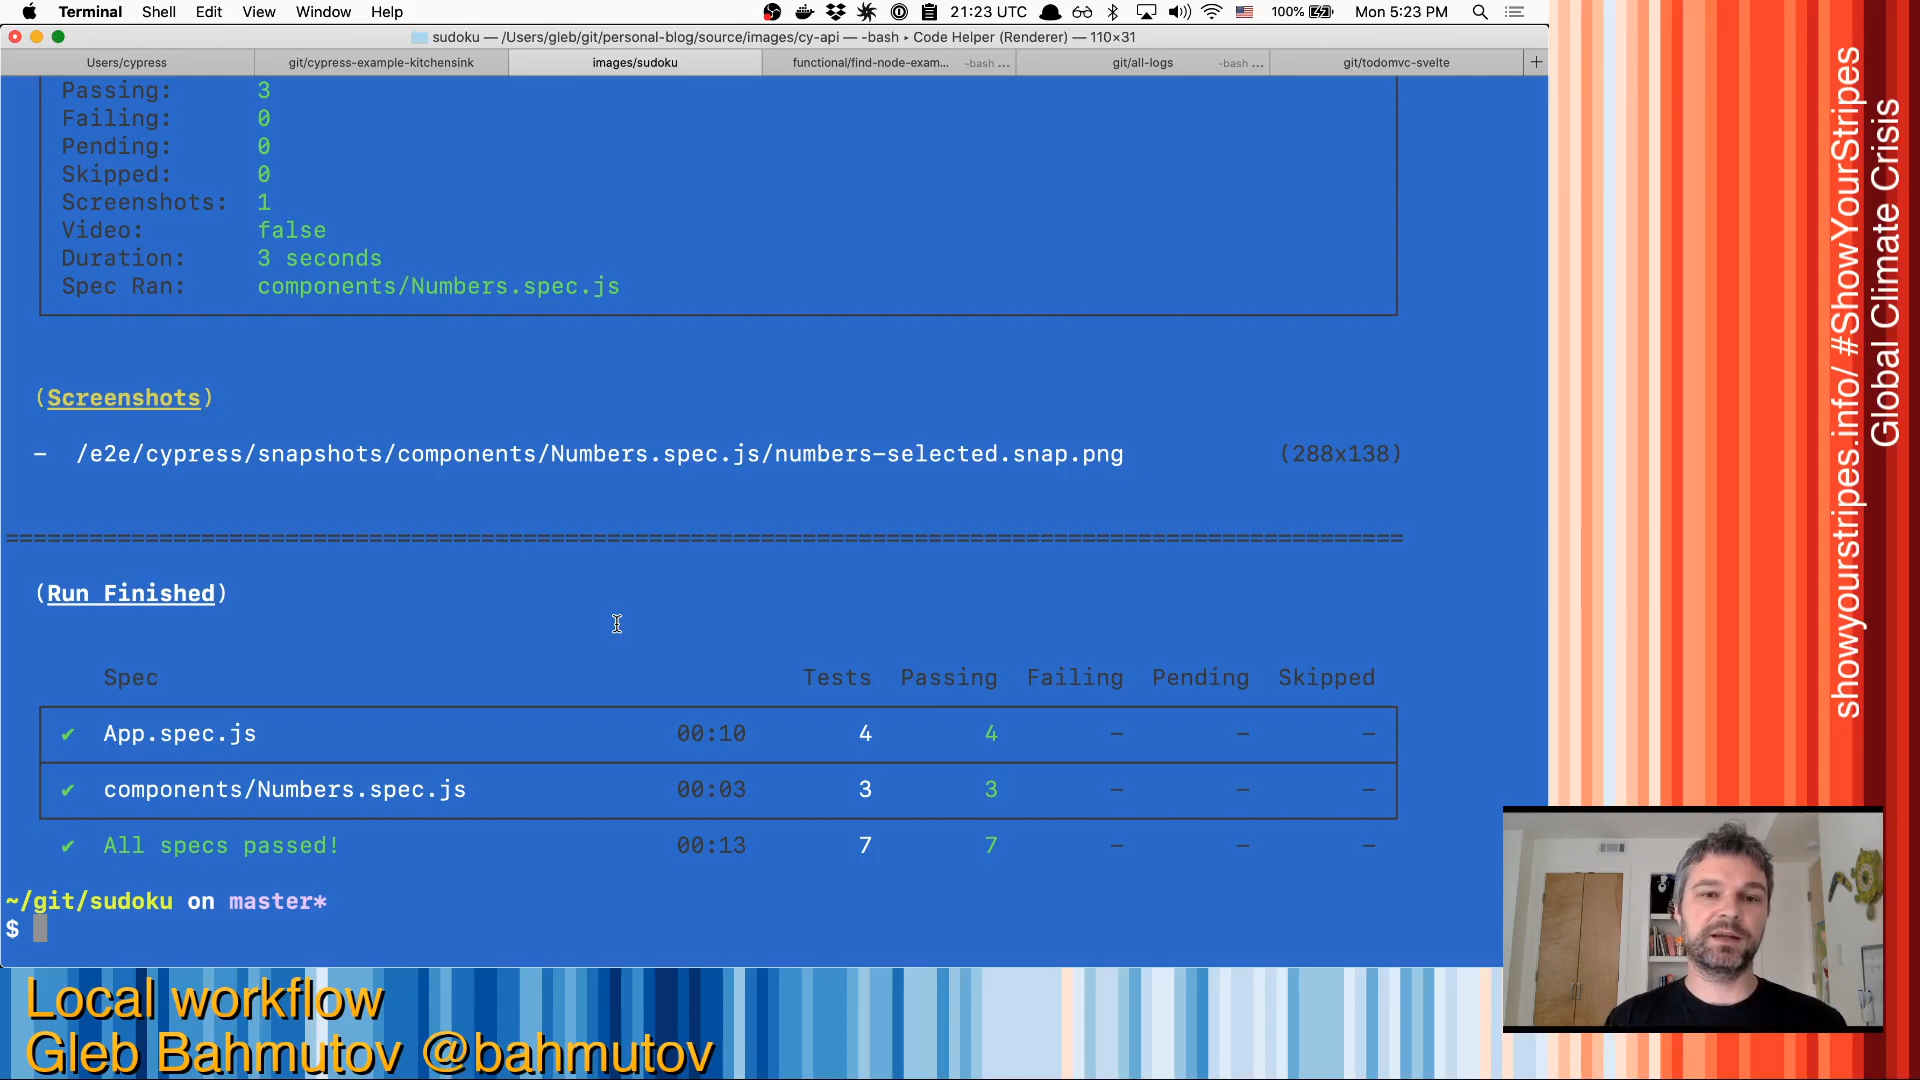 Terminal Shell Edit View Window Help 21:23 UTC 100% Mon 5:23 PM
sudoku — /Users/gleb/git/personal-blog/source/images/cy-api — -bash ▸ Code Helper (Renderer) — 110×31
Users/cypress git/cypress-example-kitchensink images/sudoku functional/find-node-exam... -bash ... git/all-logs -bash ... git/todomvc-svelte +
Passing: 3
Failing: 0
Pending: 0
Skipped: 0
Screenshots: 1
Video: false
Duration: 3 seconds
Spec Ran: components/Numbers.spec.js
(Screenshots)
- /e2e/cypress/snapshots/components/Numbers.spec.js/numbers-selected.snap.png (288x138)
====================================================================================================
(Run Finished)
Spec Tests Passing Failing Pending Skipped
✔ App.spec.js 00:10 4 4 - - -
✔ components/Numbers.spec.js 00:03 3 3 - - -
✔ All specs passed! 00:13 7 7 - - -
~/git/sudoku on master*
$
Local workflow
Gleb Bahmutov @bahmutov
showyourstripes.info/ #ShowYourStripes
Global Climate Crisis